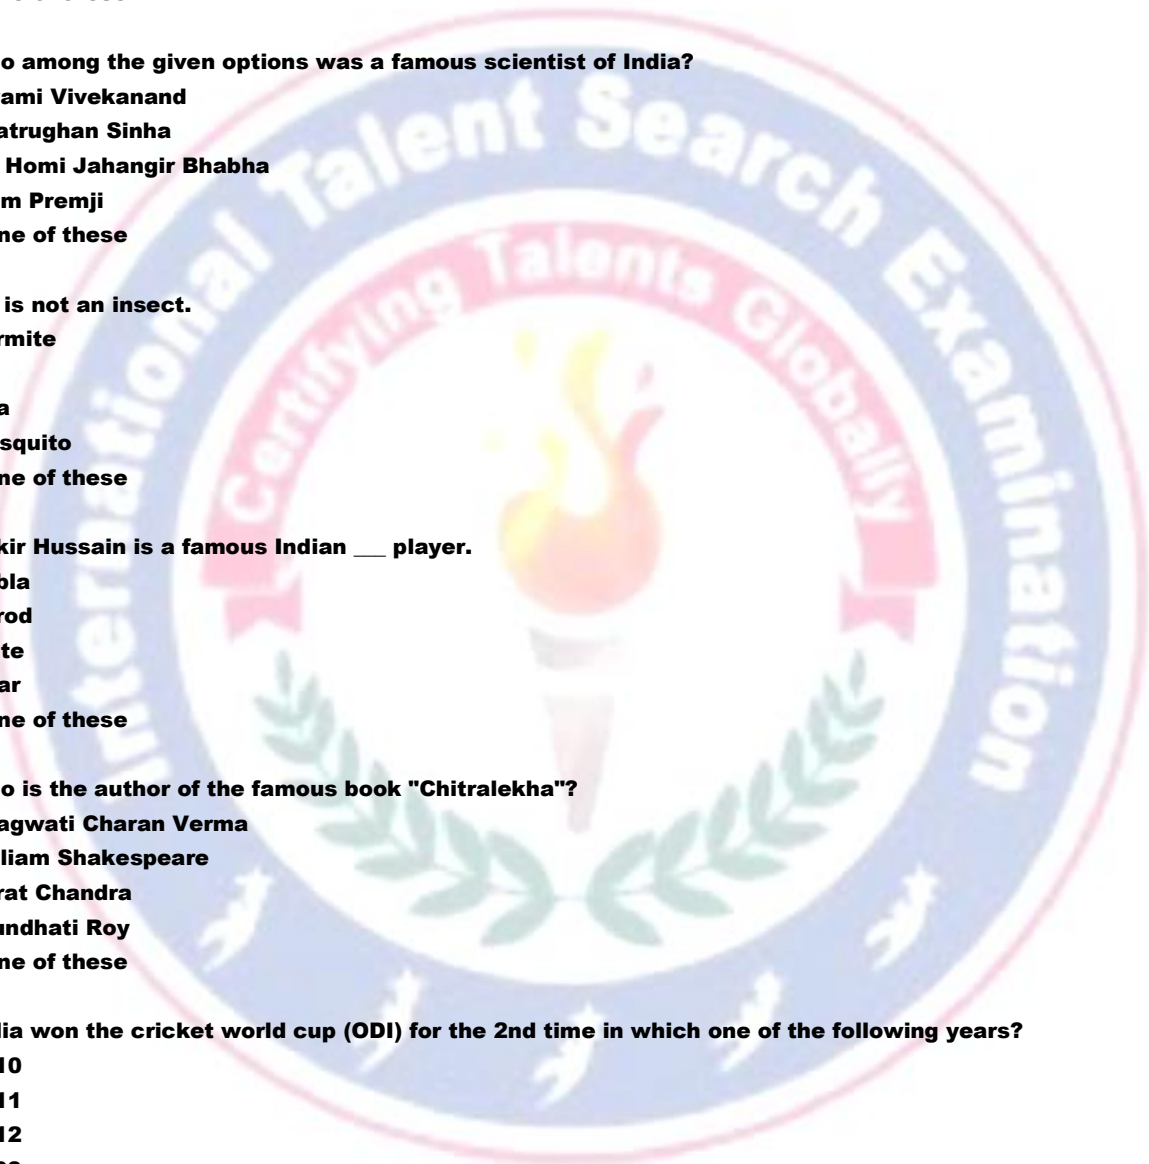 o among the given options was a famous scientist of India?
ami Vivekanand
atrughan Sinha
Homi Jahangir Bhabha
m Premji
ne of these
is not an insect.
rmite
a
squito
ne of these
kir Hussain is a famous Indian ___ player.
bla
rod
te
ar
ne of these
o is the author of the famous book "Chitralekha"?
agwati Charan Verma
liam Shakespeare
rat Chandra
undhati Roy
ne of these
lia won the cricket world cup (ODI) for the 2nd time in which one of the following years?
10
11
12
International Talent Search Examination
Certifying Talents Globally